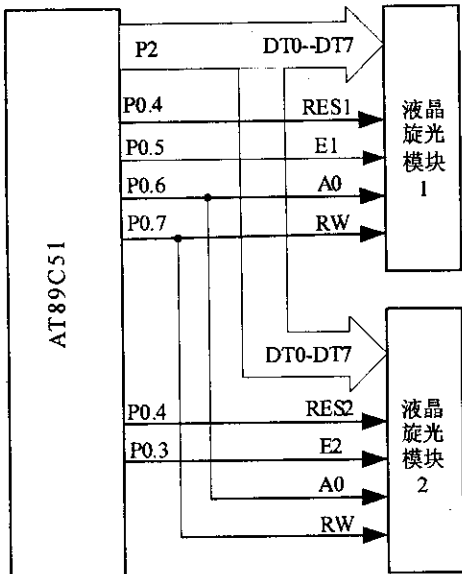 AT89C51
P2 DT0--DT7
P0.4 RES1
P0.5 E1
P0.6 A0
P0.7 RW
液晶
旋光
模块
1
DT0-DT7
P0.4 RES2
P0.3 E2
A0
RW
液晶
旋光
模块
2